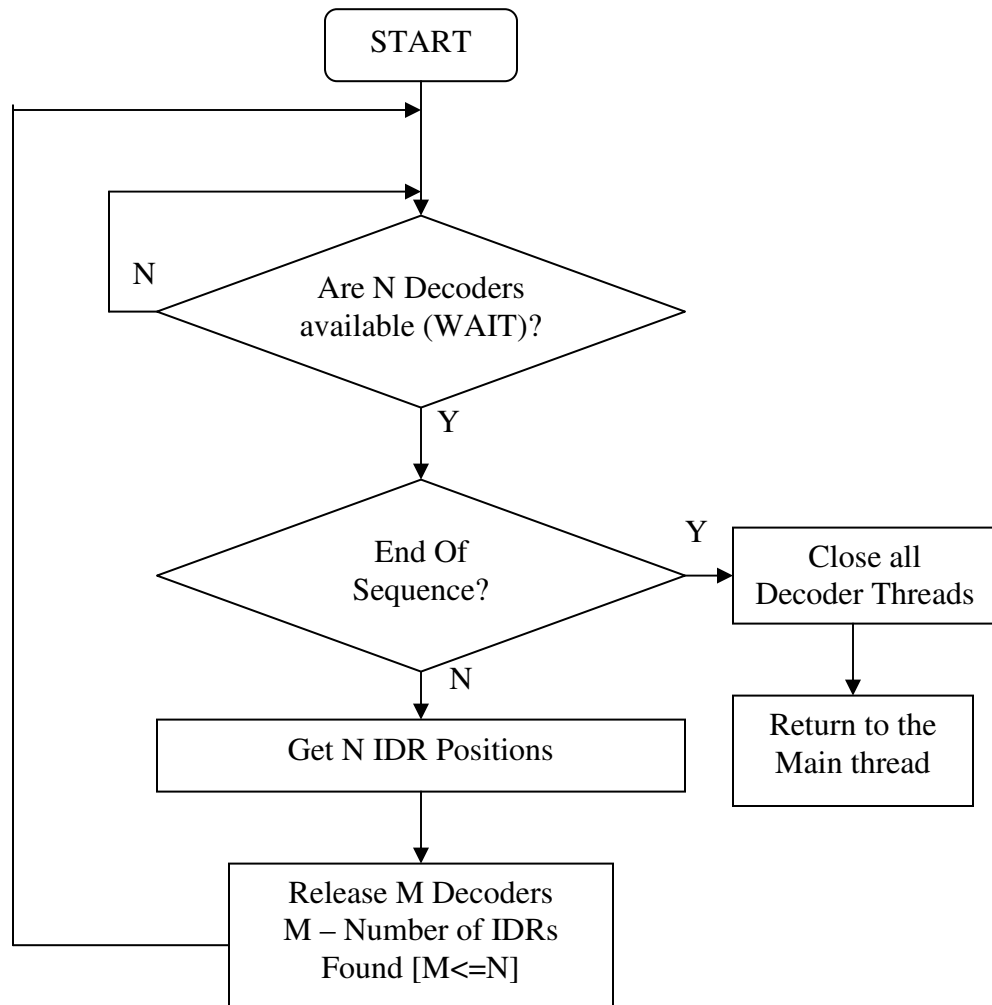 START
N
Are N Decoders
available (WAIT)?
Y
End Of
Sequence?
Y
Close all
Decoder Threads
N
Return to the
Main thread
Get N IDR Positions
Release M Decoders
M – Number of IDRs
Found [M<=N]